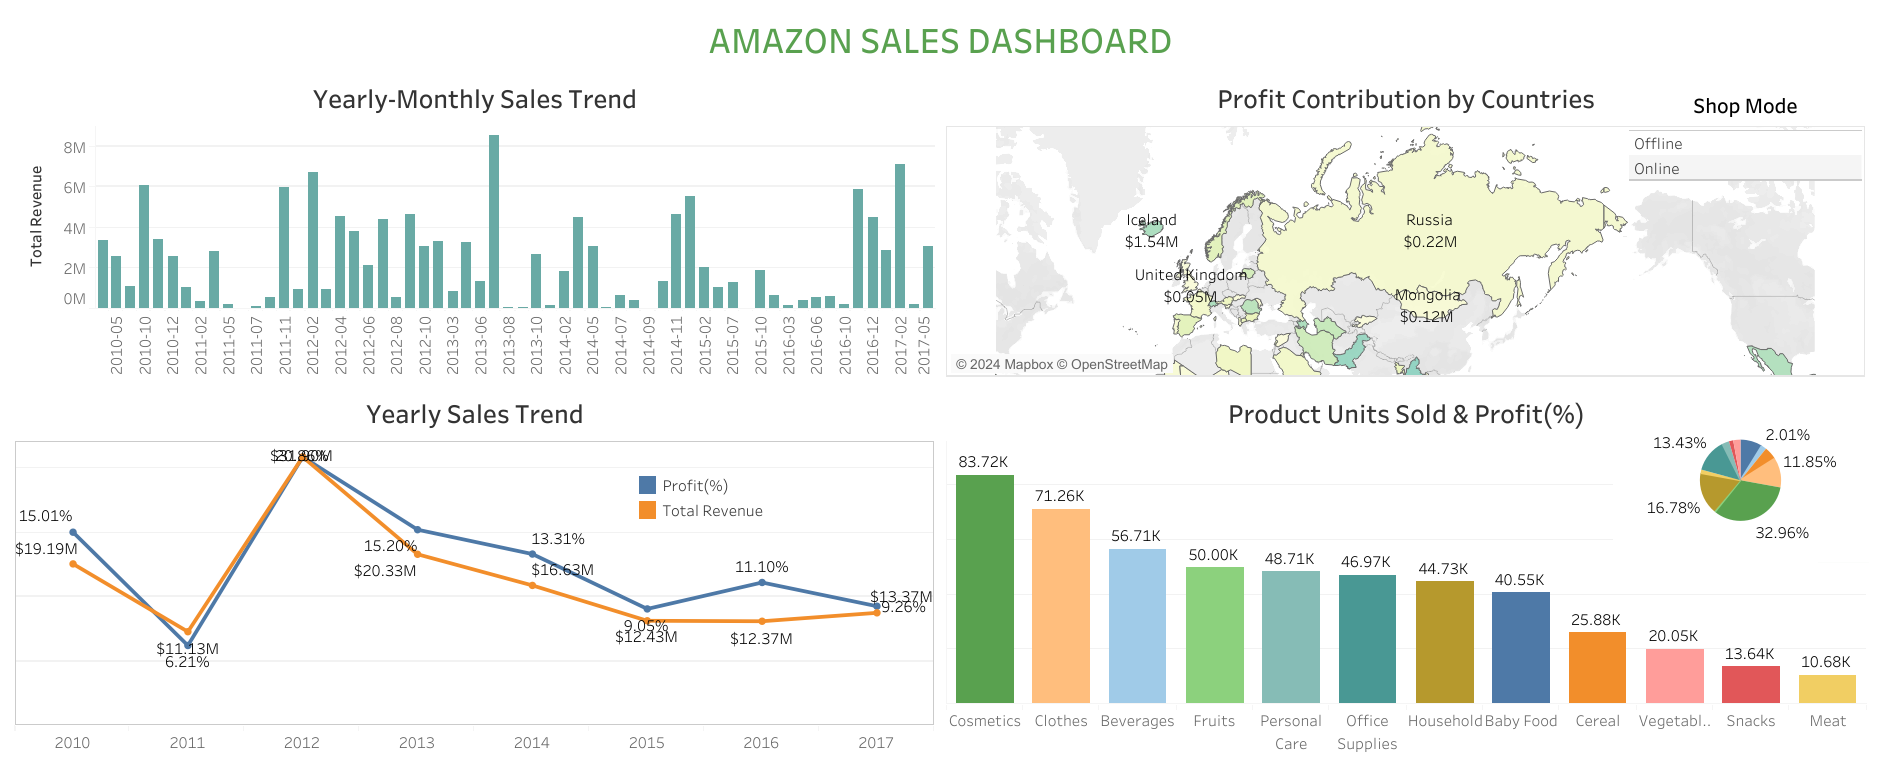 AMAZON SALES DASHBOARD
Yearly-Monthly Sales Trend
Total Revenue
8M
6M
4M
2M
0M
2010-05
2010-10
2010-12
2011-02
2011-05
2011-07
2011-11
2012-02
2012-04
2012-06
2012-08
2012-10
2013-03
2013-06
2013-08
2013-10
2014-02
2014-05
2014-07
2014-09
2014-11
2015-02
2015-07
2015-10
2016-03
2016-06
2016-10
2016-12
2017-02
2017-05
Profit Contribution by Countries
Shop Mode
Offline
Online
Iceland
$1.54M
Russia
$0.22M
United Kingdom
$0.05M
Mongolia
$0.12M
© 2024 Mapbox © OpenStreetMap
Yearly Sales Trend
Profit(%)
Total Revenue
15.01%
$19.19M
$11.13M
6.21%
$31.90M
15.20%
$20.33M
13.31%
$16.63M
9.05%
$12.43M
11.10%
$12.37M
$13.37M
9.26%
2010
2011
2012
2013
2014
2015
2016
2017
Product Units Sold & Profit(%)
13.43%
2.01%
11.85%
16.78%
32.96%
83.72K
71.26K
56.71K
50.00K
48.71K
46.97K
44.73K
40.55K
25.88K
20.05K
13.64K
10.68K
Cosmetics
Clothes
Beverages
Fruits
Personal
Care
Office
Supplies
Household
Baby Food
Cereal
Vegetabl..
Snacks
Meat